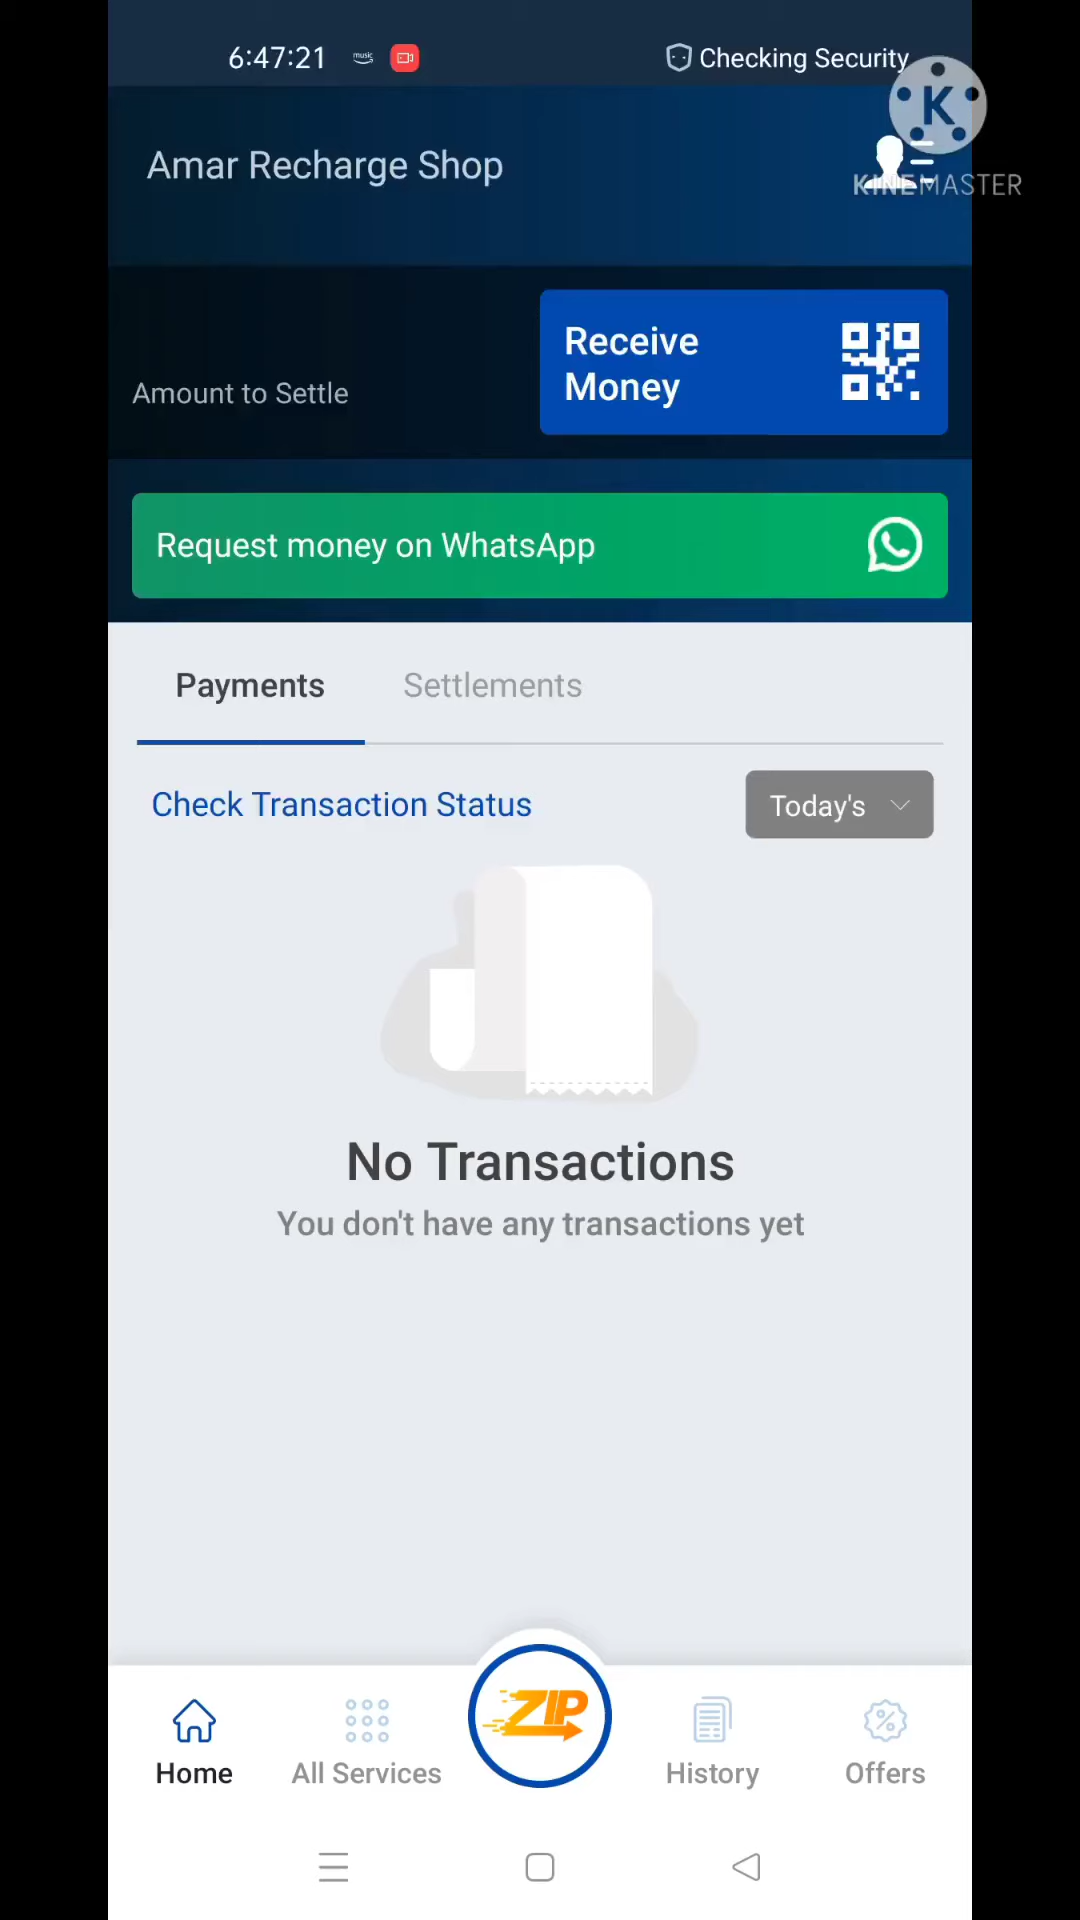 6:47:21 music Checking Security
K
KINEMASTER
Amar Recharge Shop
Receive
Money
Amount to Settle
Request money on WhatsApp
Payments Settlements
Check Transaction Status Today's
No Transactions
You don't have any transactions yet
ZIP
Home All Services History Offers